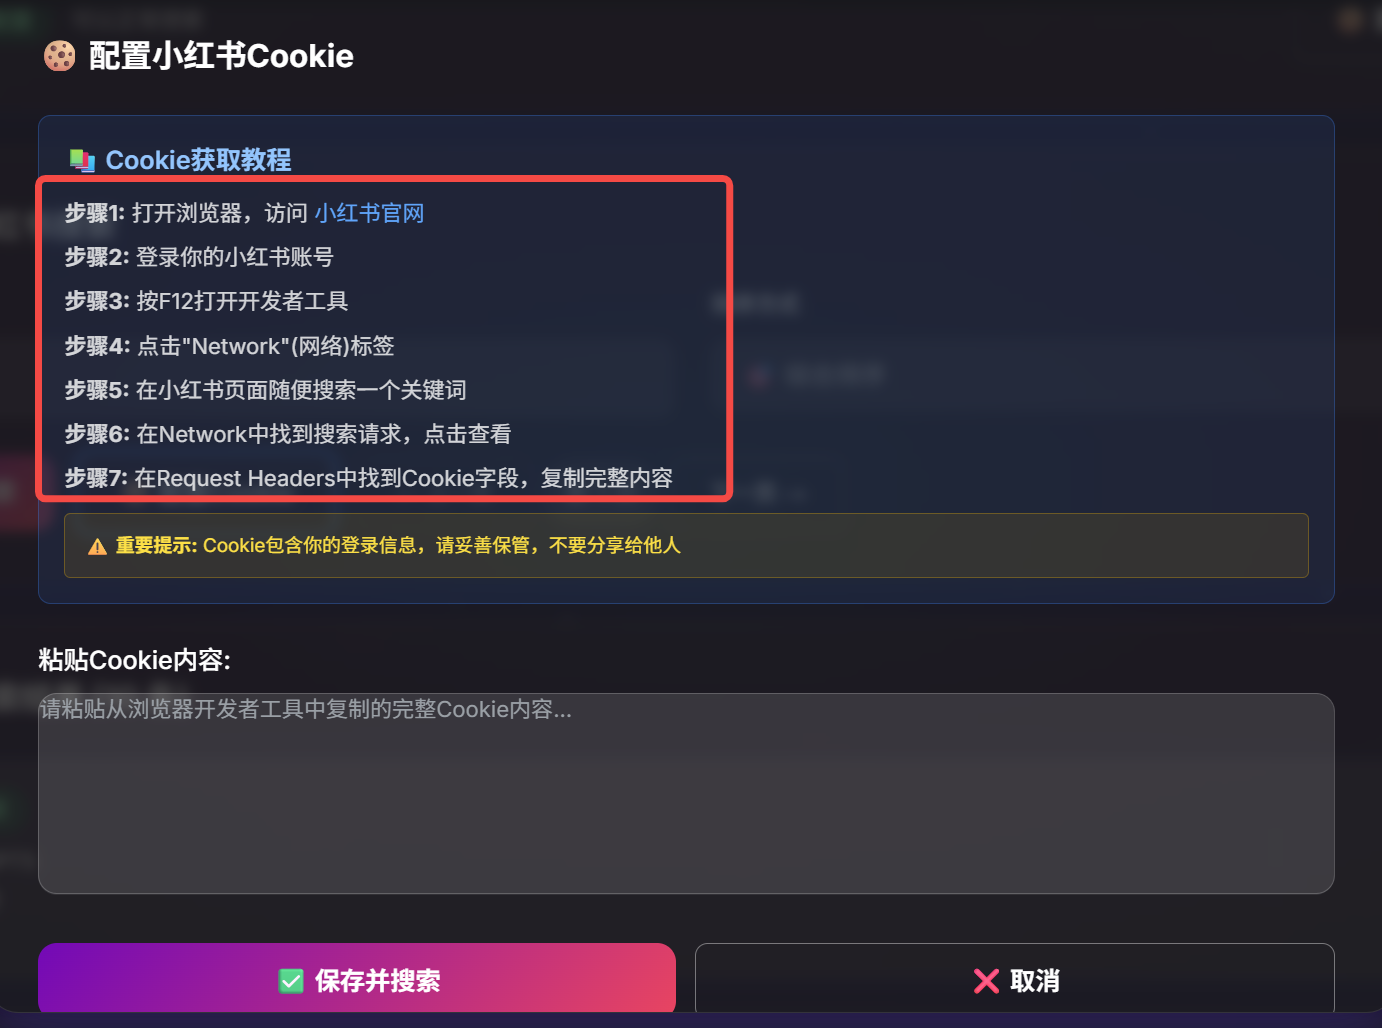 配置小红书Cookie
Cookie获取教程
步骤1: 打开浏览器，访问 小红书官网
步骤2: 登录你的小红书账号
步骤3: 按F12打开开发者工具
步骤4: 点击"Network"(网络)标签
步骤5: 在小红书页面随便搜索一个关键词
步骤6: 在Network中找到搜索请求，点击查看
步骤7: 在Request Headers中找到Cookie字段，复制完整内容
重要提示: Cookie包含你的登录信息，请妥善保管，不要分享给他人
粘贴Cookie内容:
请粘贴从浏览器开发者工具中复制的完整Cookie内容...
保存并搜索
取消